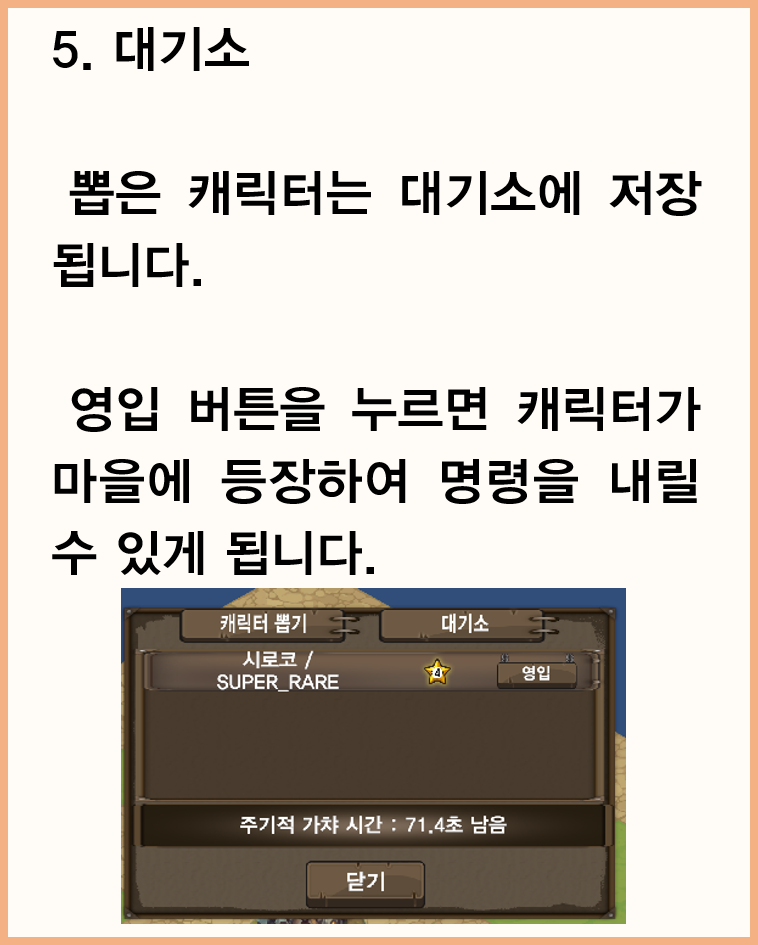 5. 대기소
뽑은 캐릭터는 대기소에 저장
됩니다.
영입 버튼을 누르면 캐릭터가
마을에 등장하여 명령을 내릴
수 있게 됩니다.
캐릭터 뽑기 대기소
시로코 /
SUPER_RARE 4 영입
주기적 가챠 시간 : 71.4초 남음
닫기